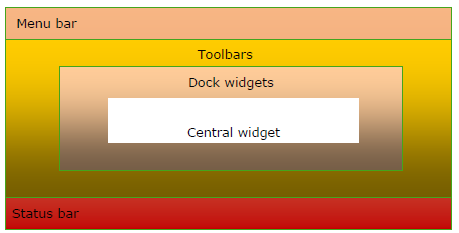 Menu bar
Toolbars
Dock widgets
Central widget
Status bar